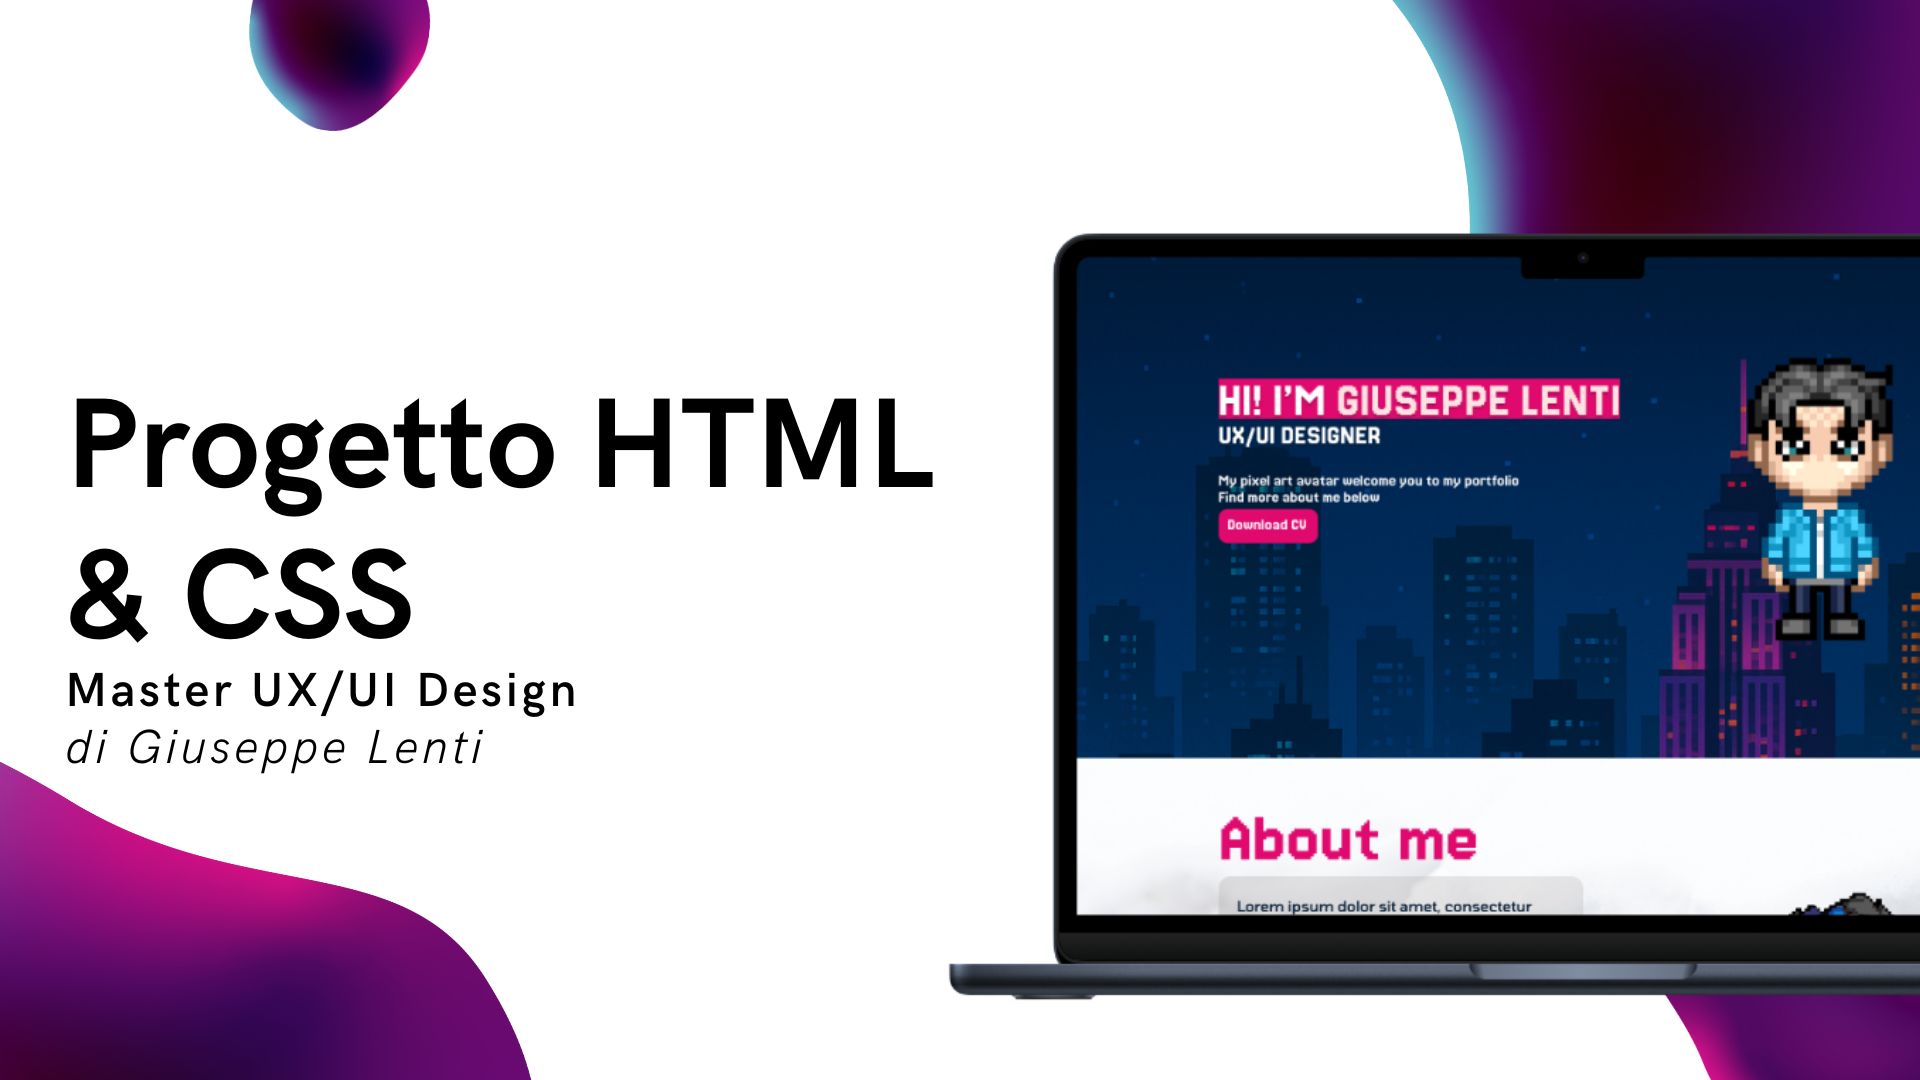 Progetto HTML
& CSS
Master UX/UI Design
di Giuseppe Lenti
HI! I'M GIUSEPPE LENTI
UX/UI DESIGNER
My pixel art avatar welcome you to my portfolio
Find more about me below
Download CV
About me
Lorem ipsum dolor sit amet, consectetur